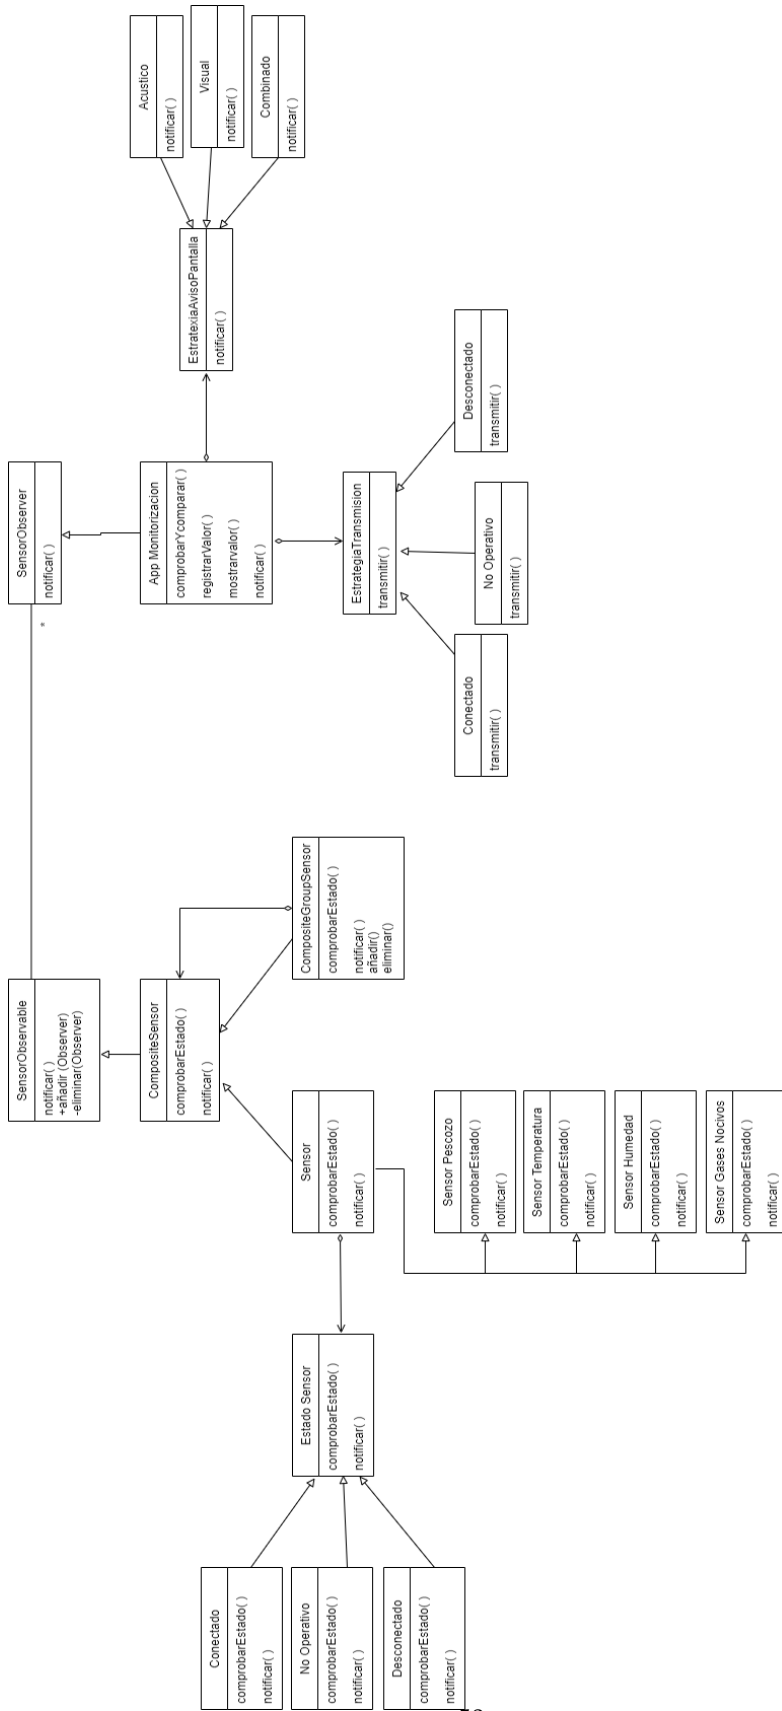 SensorObservable
notificar( )
+añadir (Observer)
-eliminar(Observer)
*
SensorObserver
notificar( )
CompositeSensor
comprobarEstado( )
notificar( )
App Monitorizacion
comprobarYcomparar( )
registrarValor( )
mostrarvalor( )
notificar( )
EstratexiaAvisoPantalla
notificar( )
Acustico
notificar( )
Visual
notificar( )
Combinado
notificar( )
Conectado
comprobarEstado( )
notificar( )
No Operativo
comprobarEstado( )
notificar( )
Desconectado
comprobarEstado( )
notificar( )
Estado Sensor
comprobarEstado( )
notificar( )
Sensor
comprobarEstado( )
notificar( )
CompositeGroupSensor
comprobarEstado( )
notificar( )
añadir()
eliminar()
EstrategiaTransmision
transmitir( )
Sensor Pescozo
comprobarEstado( )
notificar( )
Sensor Temperatura
comprobarEstado( )
notificar( )
Sensor Humedad
comprobarEstado( )
notificar( )
Sensor Gases Nocivos
comprobarEstado( )
notificar( )
Conectado
transmitir( )
No Operativo
transmitir( )
Desconectado
transmitir( )